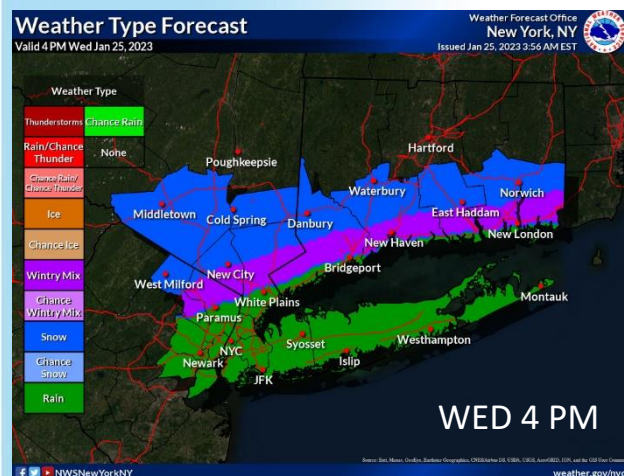 Weather Type Forecast
Valid 4 PM Wed Jan 25, 2023
Weather Forecast Office
New York, NY
Issued Jan 25, 2023 3:56 AM EST
Weather Type
Thunderstorms
Chance Rain
Rain/Chance
Thunder
None
Chance Rain/
Chance Thunder
Ice
Chance Ice
Wintry Mix
Chance
Wintry Mix
Snow
Chance
Snow
Rain
Poughkeepsie
Hartford
Waterbury
Norwich
Middletown
Cold Spring
Danbury
East Haddam
New London
New Haven
Bridgeport
West Milford
New City
White Plains
Paramus
Montauk
NYC
Newark
JFK
Syosset
Islip
Westhampton
WED 4 PM
NWSNewYorkNY
weather.gov/nyc